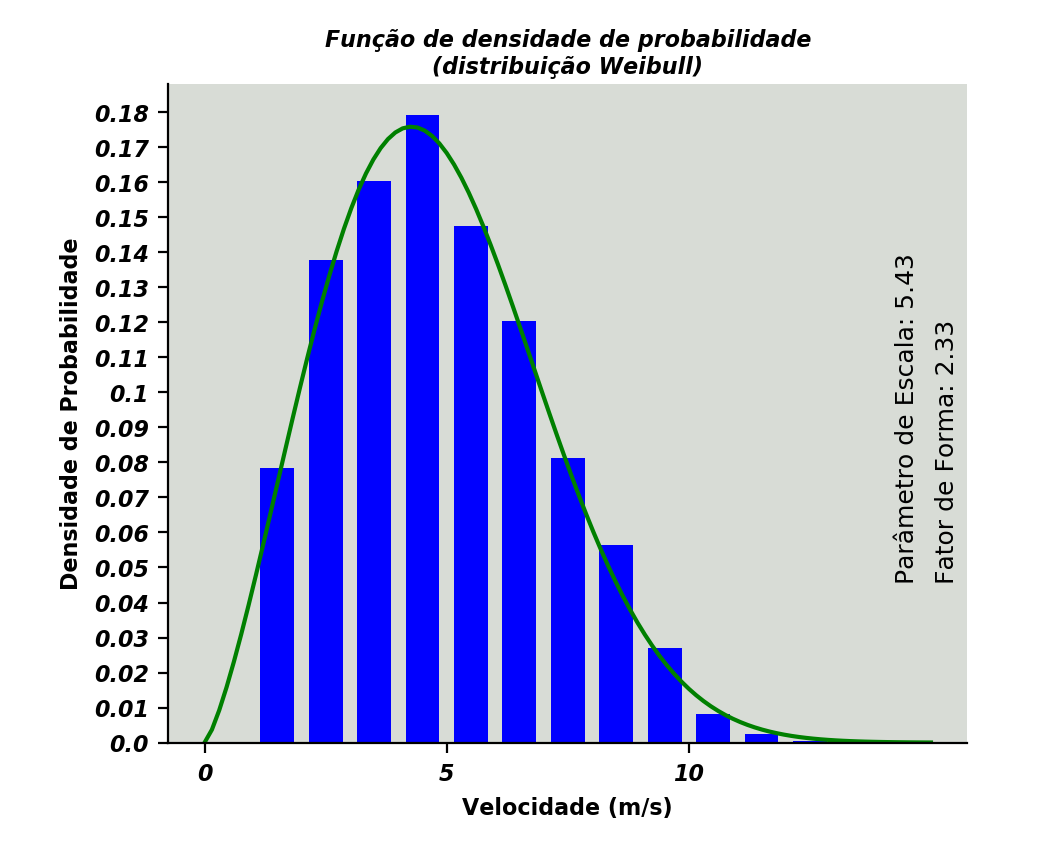 Função de densidade de probabilidade
(distribuição Weibull)
Densidade de Probabilidade
0.18
0.17
0.16
0.15
0.14
0.13
0.12
0.11
0.1
0.09
0.08
0.07
0.06
0.05
0.04
0.03
0.02
0.01
0.0
0 5 10
Velocidade (m/s)
Parâmetro de Escala: 5.43
Fator de Forma: 2.33